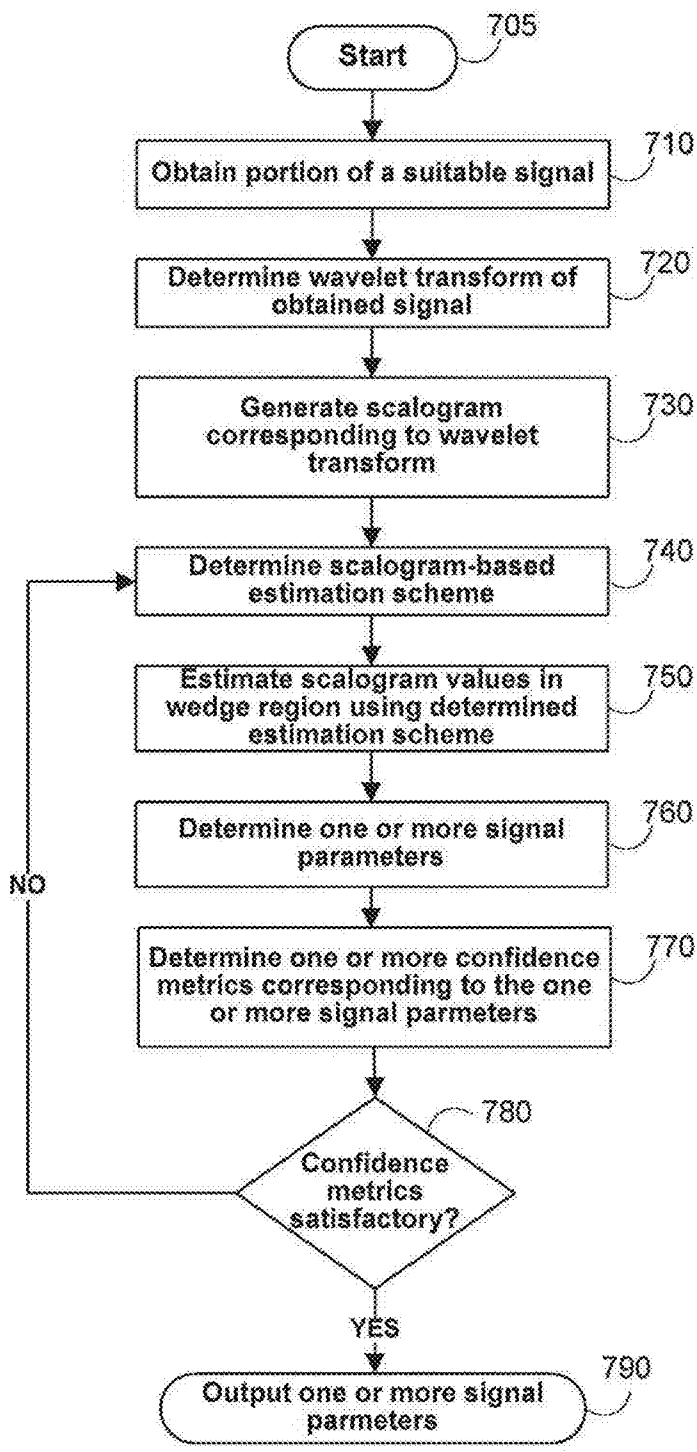 Start
705
Obtain portion of a suitable signal
710
Determine wavelet transform of
obtained signal
720
Generate scalogram
corresponding to wavelet
transform
730
Determine scalogram-based
estimation scheme
740
Estimate scalogram values in
wedge region using determined
estimation scheme
750
Determine one or more signal
parameters
760
NO
Determine one or more confidence
metrics corresponding to the one
or more signal parmeters
770
780
Confidence
metrics
satisfactory?
YES
Output one or more signal
parmeters
790